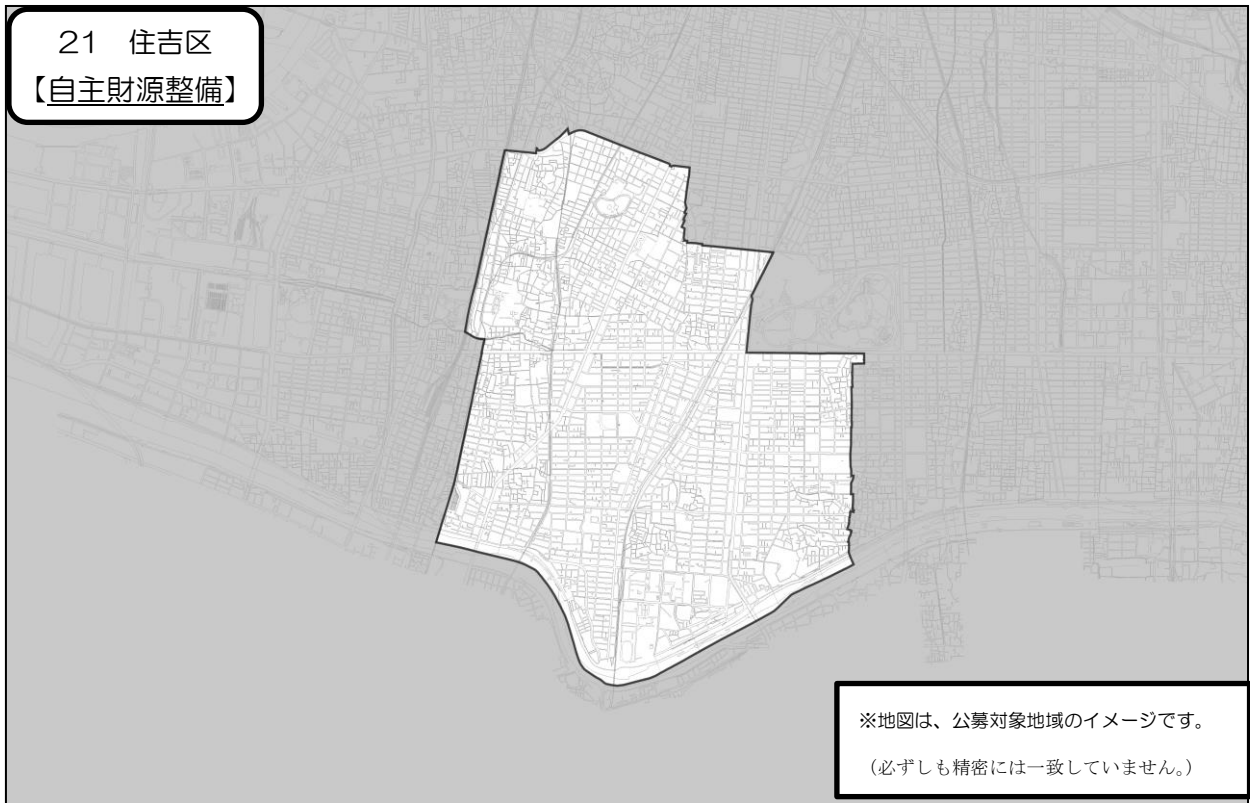 21 住吉区
【自主財源整備】
※地図は、公募対象地域のイメージです。
(必ずしも精密には一致していません。)